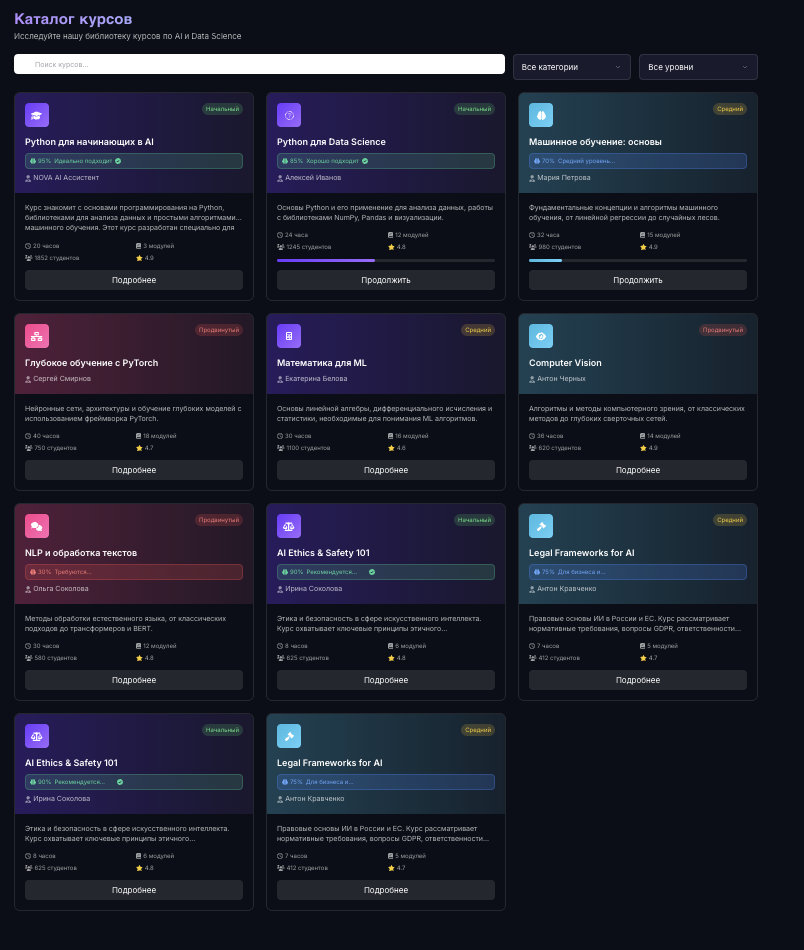 Каталог курсов
Исследуйте нашу библиотеку курсов по AI и Data Science
Поиск курсов...
Все категории
Все уровни
Начальный
Python для начинающих в AI
95% Идеально подходит
NOVA AI Ассистент
Курс знакомит с основами программирования на Python,
библиотеками для анализа данных и простыми алгоритмами...
машинного обучения. Этот курс разработан специально для
20 часов
3 модулей
1852 студентов
4.9
Подробнее
Начальный
Python для Data Science
85% Хорошо подходит
Алексей Иванов
Основы Python и его применение для анализа данных, работы
с библиотеками NumPy, Pandas и визуализации.
24 часа
12 модулей
1245 студентов
4.8
Продолжить
Средний
Машинное обучение: основы
70% Средний уровень...
Мария Петрова
Фундаментальные концепции и алгоритмы машинного
обучения, от линейной регрессии до случайных лесов.
32 часа
15 модулей
980 студентов
4.9
Продолжить
Продвинутый
Глубокое обучение с PyTorch
Сергей Смирнов
Нейронные сети, архитектуры и обучение глубоких моделей с
использованием фреймворка PyTorch.
40 часов
18 модулей
750 студентов
4.7
Подробнее
Средний
Математика для ML
Екатерина Белова
Основы линейной алгебры, дифференциального исчисления и
статистики, необходимые для понимания ML алгоритмов.
30 часов
16 модулей
1100 студентов
4.6
Подробнее
Продвинутый
Computer Vision
Антон Черных
Алгоритмы и методы компьютерного зрения, от классических
методов до глубоких сверточных сетей.
38 часов
14 модулей
620 студентов
4.9
Подробнее
Продвинутый
NLP и обработка текстов
30% Требуются...
Ольга Соколова
Методы обработки естественного языка, от классических
подходов до трансформеров и BERT.
30 часов
12 модулей
580 студентов
4.8
Подробнее
Начальный
AI Ethics & Safety 101
90% Рекомендуется...
Ирина Соколова
Этика и безопасность в сфере искусственного интеллекта.
Курс охватывает ключевые принципы этичного...
8 часов
6 модулей
625 студентов
4.8
Подробнее
Средний
Legal Frameworks for AI
75% Для бизнеса и...
Антон Кравченко
Правовые основы ИИ в России и ЕС. Курс рассматривает
нормативные требования, вопросы GDPR, ответственности...
7 часов
5 модулей
412 студентов
4.7
Подробнее
Начальный
AI Ethics & Safety 101
90% Рекомендуется...
Ирина Соколова
Этика и безопасность в сфере искусственного интеллекта.
Курс охватывает ключевые принципы этичного...
8 часов
6 модулей
625 студентов
4.8
Подробнее
Средний
Legal Frameworks for AI
75% Для бизнеса и...
Антон Кравченко
Правовые основы ИИ в России и ЕС. Курс рассматривает
нормативные требования, вопросы GDPR, ответственности...
7 часов
5 модулей
412 студентов
4.7
Подробнее